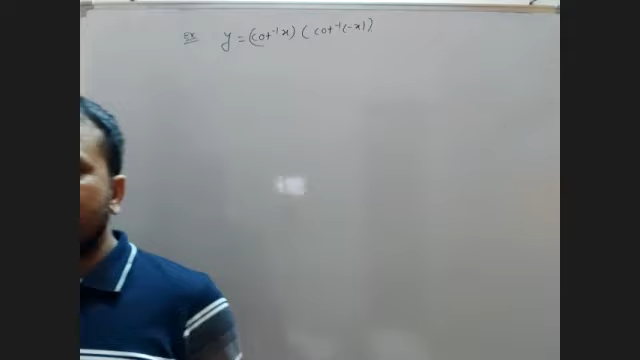 Ex y = (cot⁻¹x) (cot⁻¹(-x)).